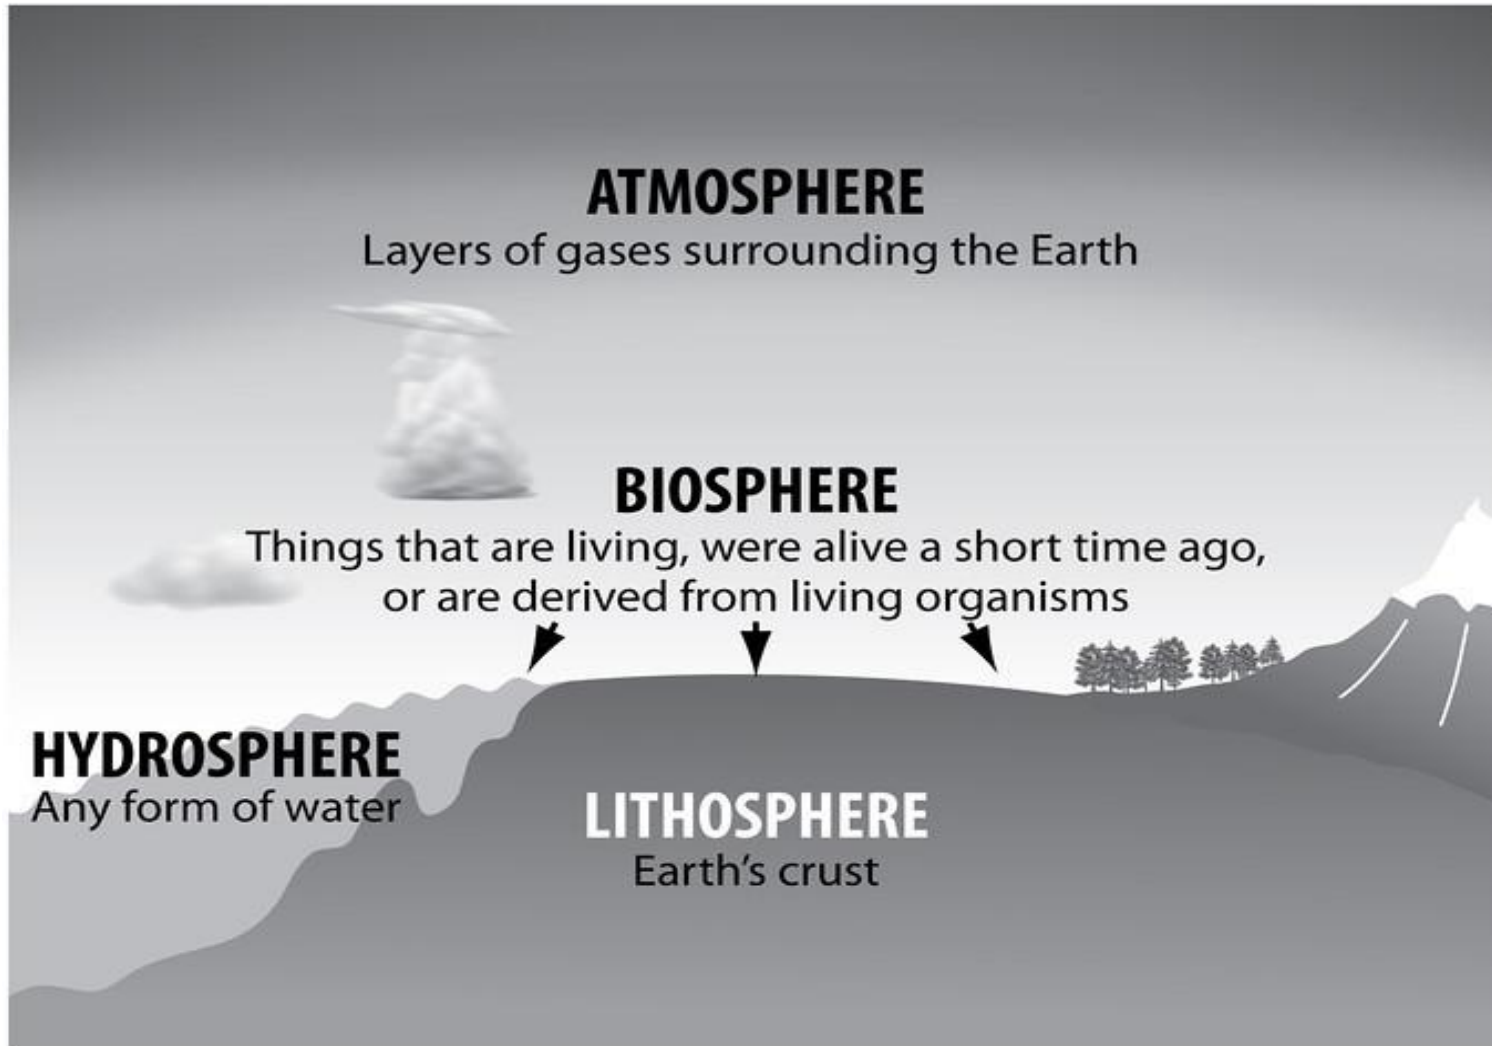 ATMOSPHERE
Layers of gases surrounding the Earth
BIOSPHERE
Things that are living, were alive a short time ago,
or are derived from living organisms
HYDROSPHERE
Any form of water
LITHOSPHERE
Earth’s crust